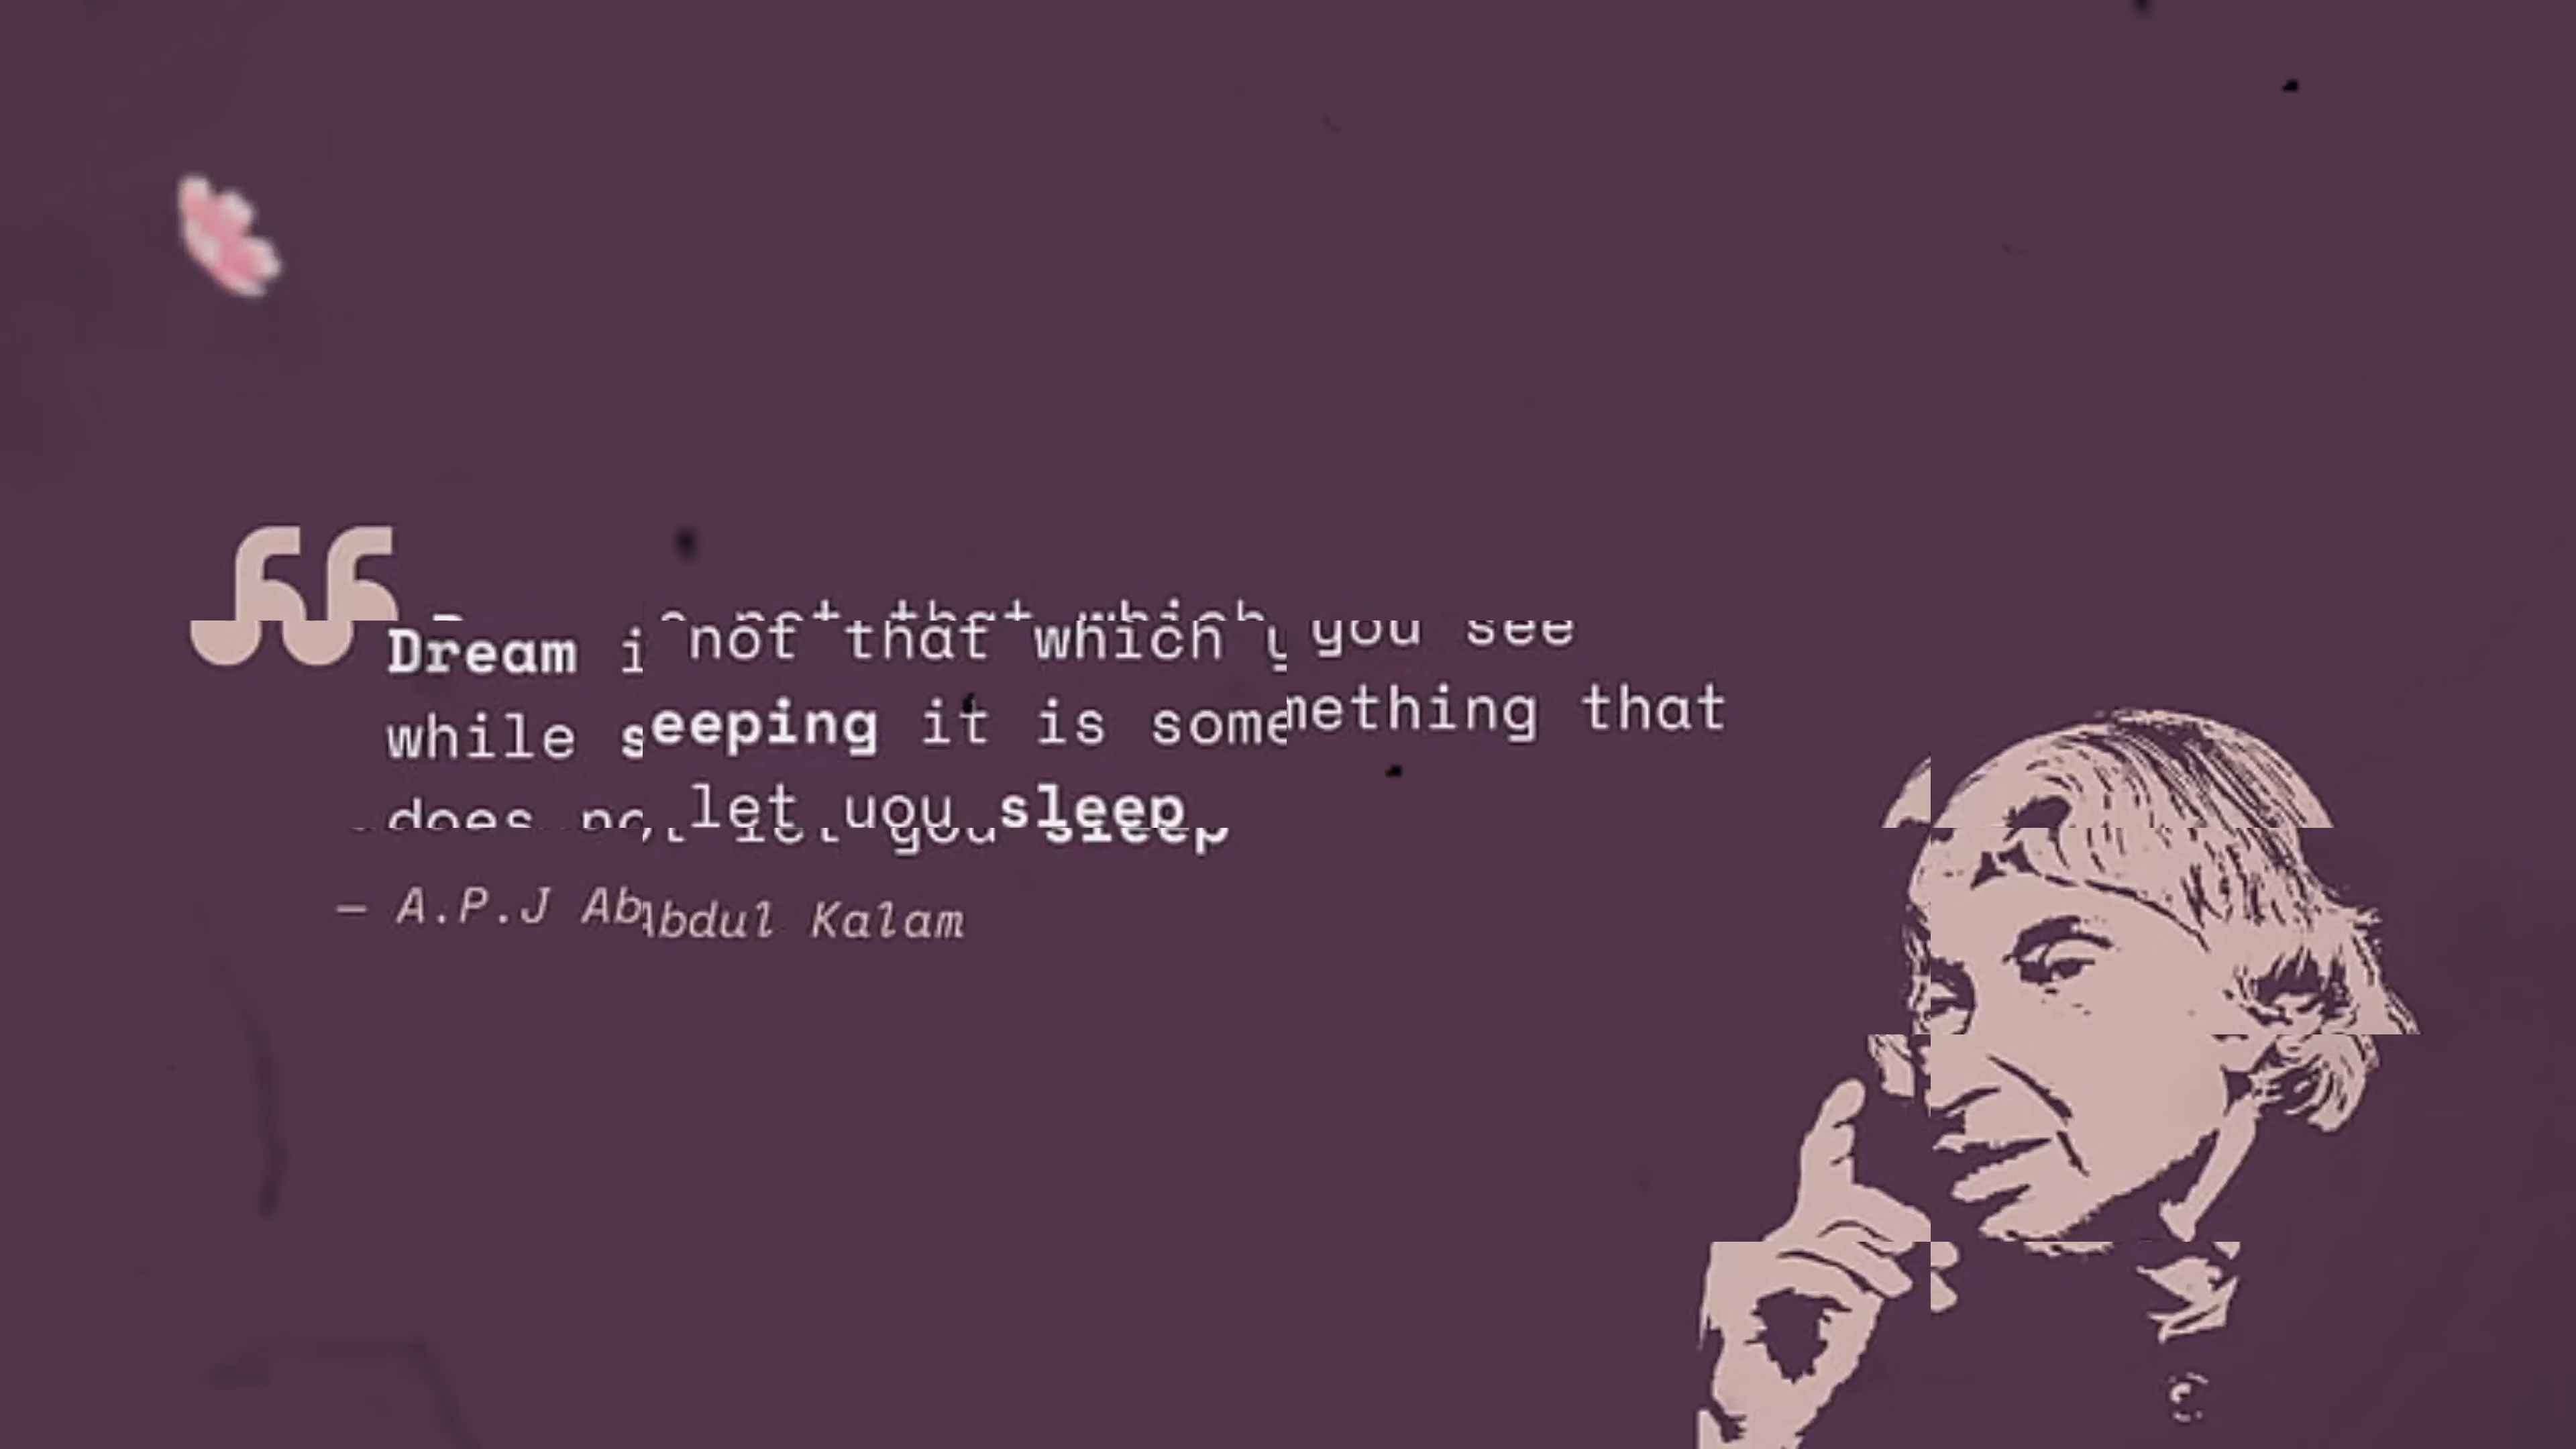 Dream is not that which you see
while sleeping it is something that
does not let you sleep
— A.P.J Abdul Kalam